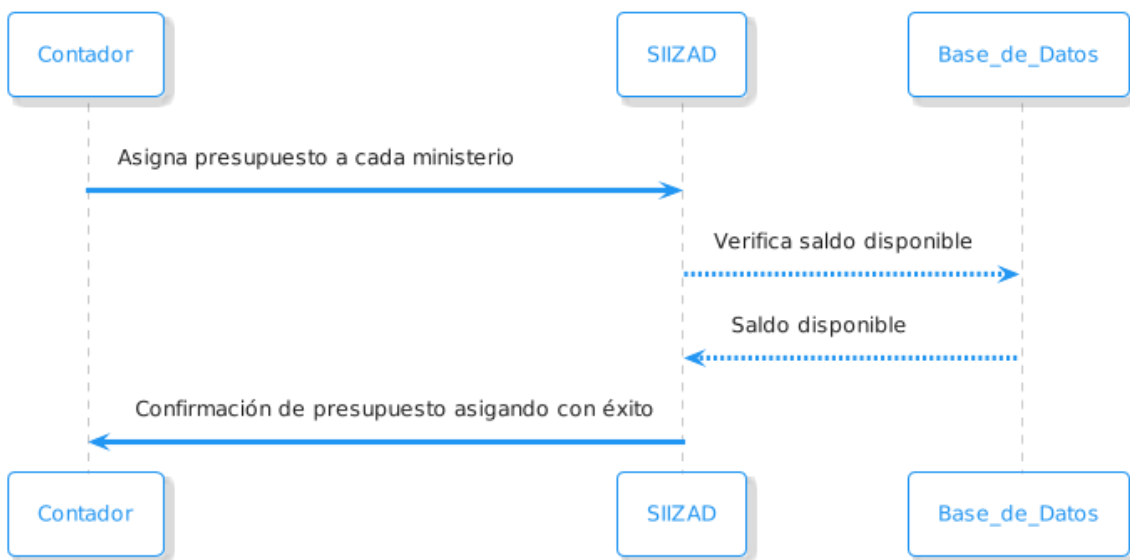 Contador
SIIZAD
Base_de_Datos
Asigna presupuesto a cada ministerio
Verifica saldo disponible
Saldo disponible
Confirmación de presupuesto asigando con éxito
Contador
SIIZAD
Base_de_Datos